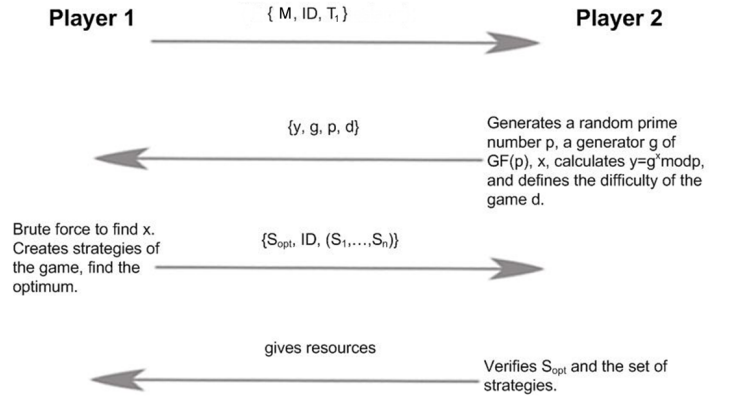 Player 1
{ M, ID, T₁ }
Player 2
{y, g, p, d}
Generates a random prime
number p, a generator g of
GF(p), x, calculates y=gˣmodp,
and defines the difficulty of the
game d.
Brute force to find x.
Creates strategies of
the game, find the
optimum.
{Sopt, ID, (S₁,...,Sₙ)}
gives resources
Verifies Sopt and the set of
strategies.